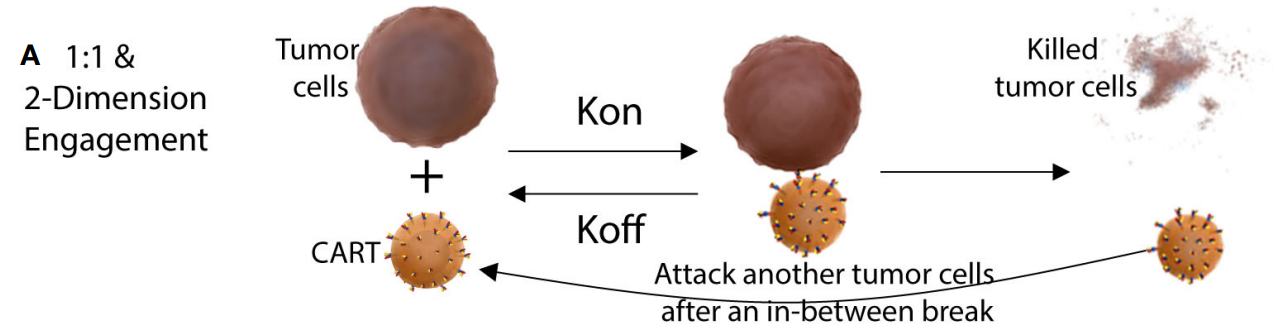 A 1:1 &
2-Dimension
Engagement
Tumor
cells
+
CART
Kon
Koff
Attack another tumor cells
after an in-between break
Killed
tumor cells